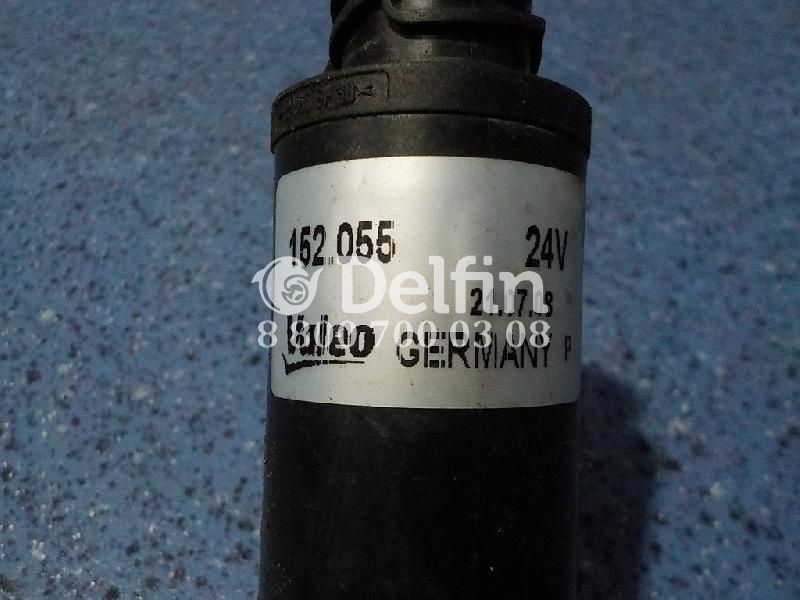 152.055 24V
Delfin
8 800 700 03 08
Valeo GERMANY P